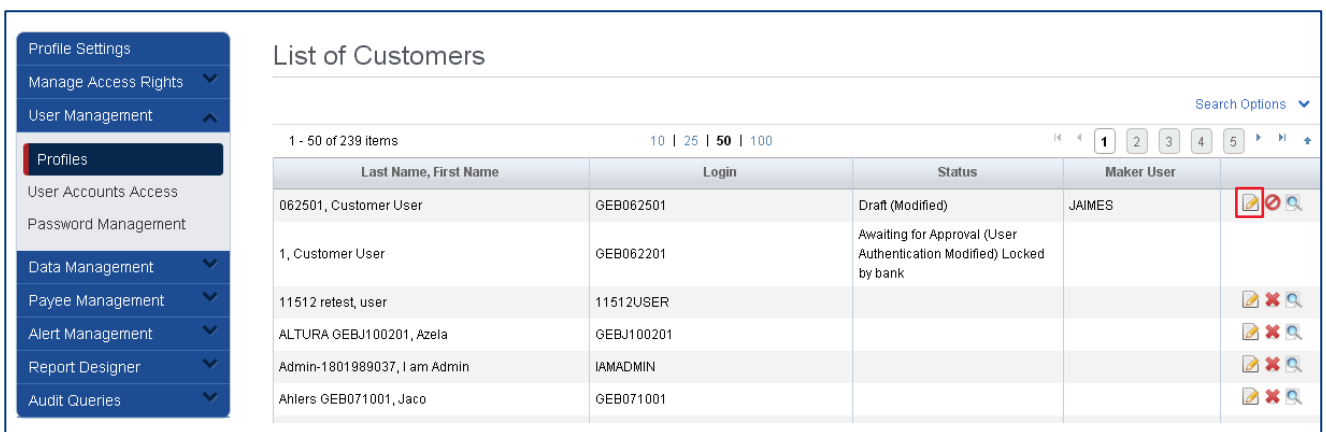 Profile Settings
Manage Access Rights
User Management
Profiles
User Accounts Access
Password Management
Data Management
Payee Management
Alert Management
Report Designer
Audit Queries
List of Customers
Search Options
1 - 50 of 239 items 10 | 25 | 50 | 100 1 2 3 4 5
Last Name, First Name Login Status Maker User
062501, Customer User GEB062501 Draft (Modified) JAIMES
1, Customer User GEB062201 Awaiting for Approval (User
Authentication Modified) Locked
by bank
11512 retest, user 11512USER
ALTURA GEBJ100201, Azela GEBJ100201
Admin-1801989037, I am Admin IAMADMIN
Ahlers GEB071001, Jaco GEB071001